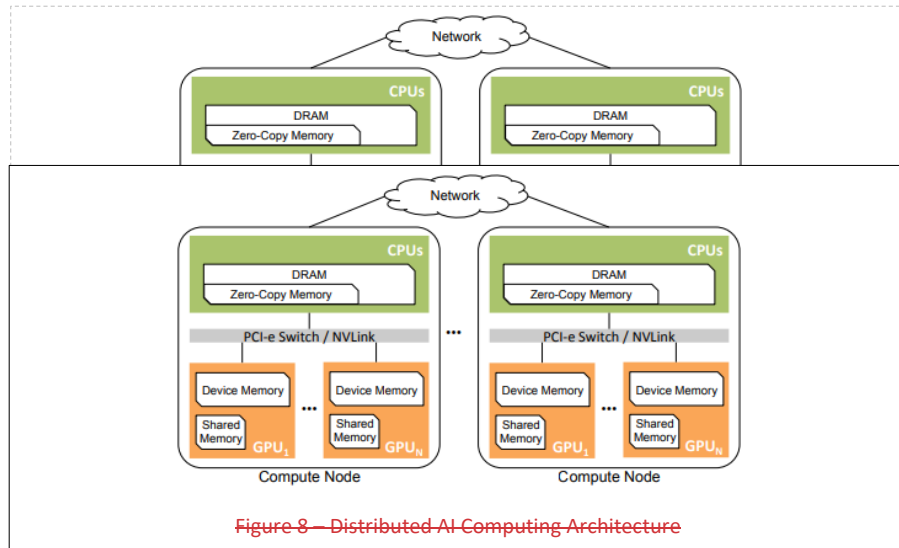 Network
CPUs CPUs
DRAM DRAM
Zero-Copy Memory Zero-Copy Memory
Network
CPUs CPUs
DRAM DRAM
Zero-Copy Memory Zero-Copy Memory
PCI-e Switch / NVLink ... PCI-e Switch / NVLink
Device Memory ... Device Memory Device Memory ... Device Memory
Shared Shared Shared Shared
Memory Memory Memory Memory
GPU1 GPUN GPU1 GPUN
Compute Node Compute Node
Figure 8 – Distributed AI Computing Architecture